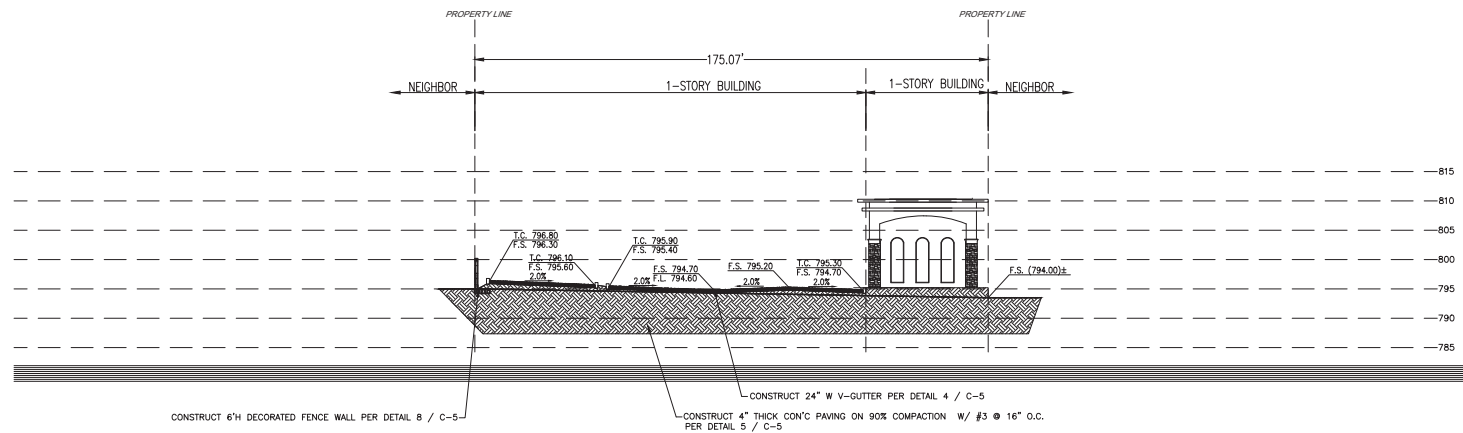 PROPERTY LINE
PROPERTY LINE
175.07'
NEIGHBOR
1-STORY BUILDING
1-STORY BUILDING
NEIGHBOR
815
810
805
800
795
790
785
T.C. 796.80
F.S. 796.30
T.C. 796.10
F.S. 795.60
2.0%
T.C. 795.90
F.S. 795.40
2.0%
F.S. 794.70
F.L. 794.60
F.S. 795.20
2.0%
T.C. 795.30
F.S. 794.70
2.0%
F.S. (794.00)±
CONSTRUCT 24" W V-GUTTER PER DETAIL 4 / C-5
CONSTRUCT 6'H DECORATED FENCE WALL PER DETAIL 8 / C-5
CONSTRUCT 4" THICK CON'C PAVING ON 90% COMPACTION W/ #3 @ 16" O.C.
PER DETAIL 5 / C-5